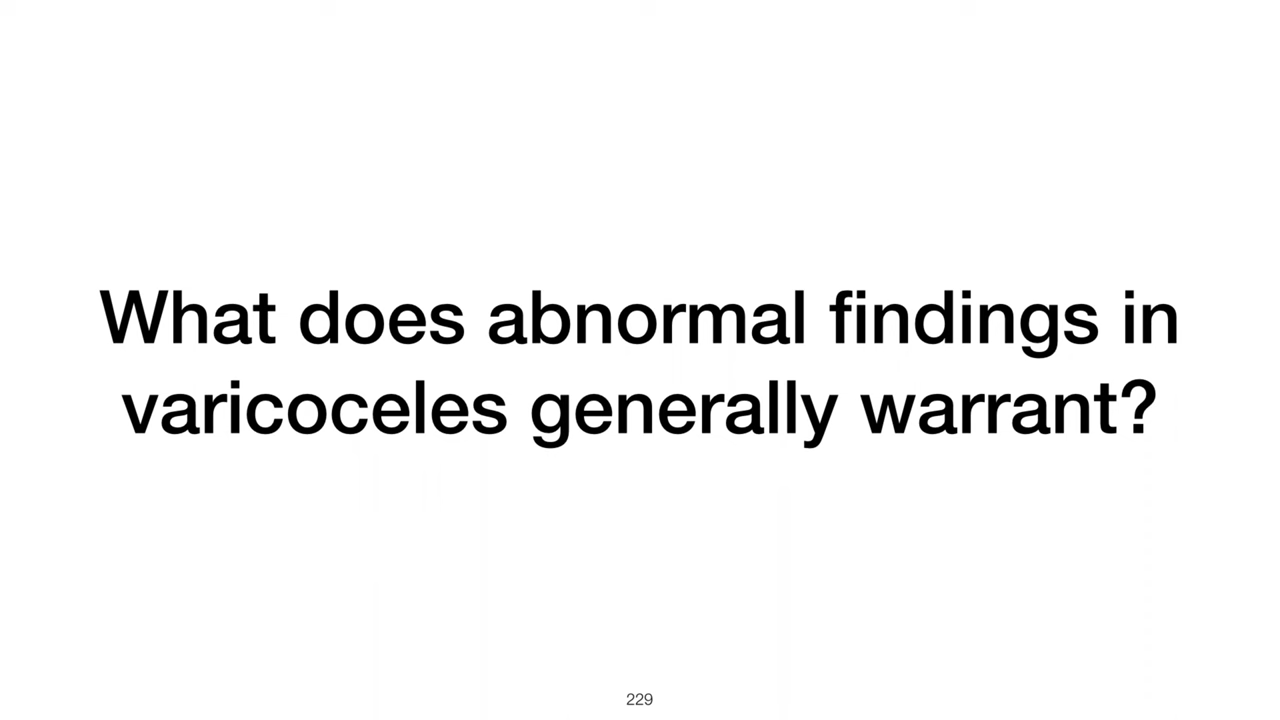 What does abnormal findings in
varicoceles generally warrant?
229